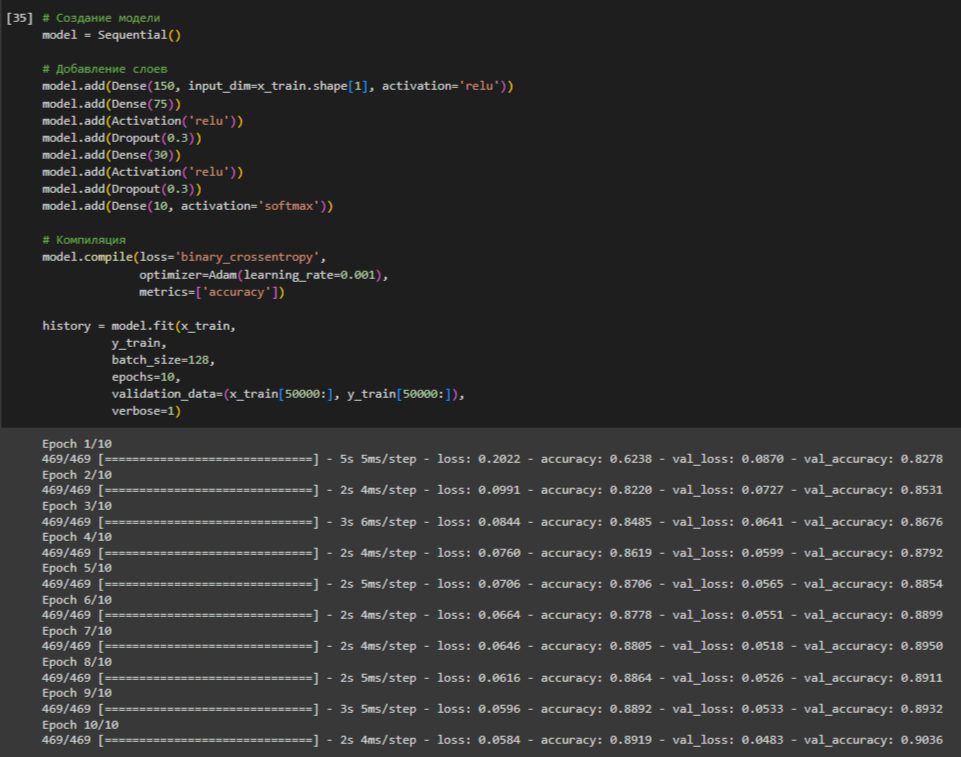 [35] # Создание модели
model = Sequential()
# Добавление слоев
model.add(Dense(150, input_dim=x_train.shape[1], activation='relu'))
model.add(Dense(75))
model.add(Activation('relu'))
model.add(Dropout(0.3))
model.add(Dense(30))
model.add(Activation('relu'))
model.add(Dropout(0.3))
model.add(Dense(10, activation='softmax'))
# Компиляция
model.compile(loss='binary_crossentropy',
optimizer=Adam(learning_rate=0.001),
metrics=['accuracy'])
history = model.fit(x_train,
y_train,
batch_size=128,
epochs=10,
validation_data=(x_train[50000:], y_train[50000:]),
verbose=1)
Epoch 1/10
469/469 [==============================] - 5s 5ms/step - loss: 0.2022 - accuracy: 0.6238 - val_loss: 0.0870 - val_accuracy: 0.8278
Epoch 2/10
469/469 [==============================] - 2s 4ms/step - loss: 0.0991 - accuracy: 0.8220 - val_loss: 0.0727 - val_accuracy: 0.8531
Epoch 3/10
469/469 [==============================] - 3s 6ms/step - loss: 0.0844 - accuracy: 0.8485 - val_loss: 0.0641 - val_accuracy: 0.8676
Epoch 4/10
469/469 [==============================] - 2s 4ms/step - loss: 0.0760 - accuracy: 0.8619 - val_loss: 0.0599 - val_accuracy: 0.8792
Epoch 5/10
469/469 [==============================] - 2s 5ms/step - loss: 0.0706 - accuracy: 0.8706 - val_loss: 0.0565 - val_accuracy: 0.8854
Epoch 6/10
469/469 [==============================] - 2s 4ms/step - loss: 0.0664 - accuracy: 0.8778 - val_loss: 0.0551 - val_accuracy: 0.8899
Epoch 7/10
469/469 [==============================] - 2s 4ms/step - loss: 0.0646 - accuracy: 0.8805 - val_loss: 0.0518 - val_accuracy: 0.8950
Epoch 8/10
469/469 [==============================] - 2s 5ms/step - loss: 0.0616 - accuracy: 0.8864 - val_loss: 0.0526 - val_accuracy: 0.8911
Epoch 9/10
469/469 [==============================] - 3s 5ms/step - loss: 0.0596 - accuracy: 0.8892 - val_loss: 0.0533 - val_accuracy: 0.8932
Epoch 10/10
469/469 [==============================] - 2s 4ms/step - loss: 0.0584 - accuracy: 0.8919 - val_loss: 0.0483 - val_accuracy: 0.9036